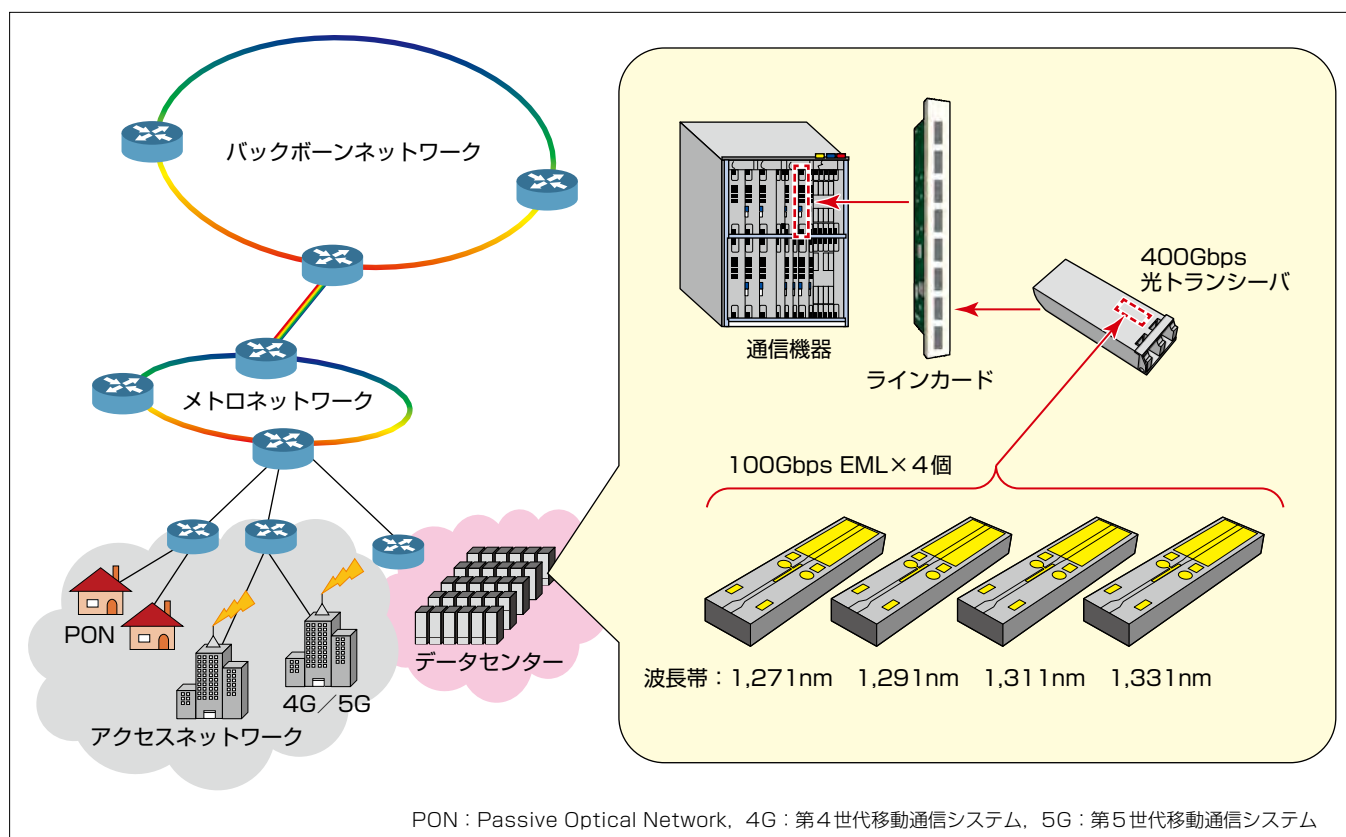 バックボーンネットワーク
メトロネットワーク
PON
4G/5G
アクセスネットワーク
データセンター
通信機器
ラインカード
400Gbps
光トランシーバ
100Gbps EML×4個
波長帯:1,271nm 1,291nm 1,311nm 1,331nm
PON:Passive Optical Network, 4G:第4世代移動通信システム, 5G:第5世代移動通信システム